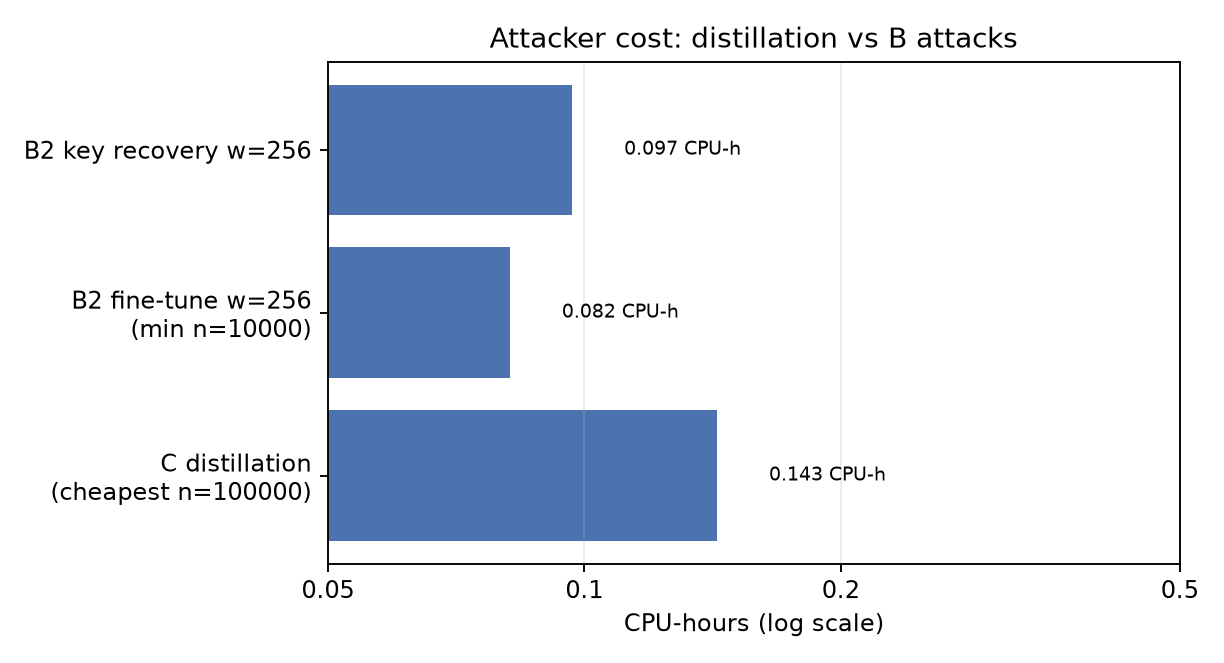 Attacker cost: distillation vs B attacks
B2 key recovery w=256
0.097 CPU-h
B2 fine-tune w=256
(min n=10000)
0.082 CPU-h
C distillation
(cheapest n=100000)
0.143 CPU-h
0.05
0.1
0.2
0.5
CPU-hours (log scale)